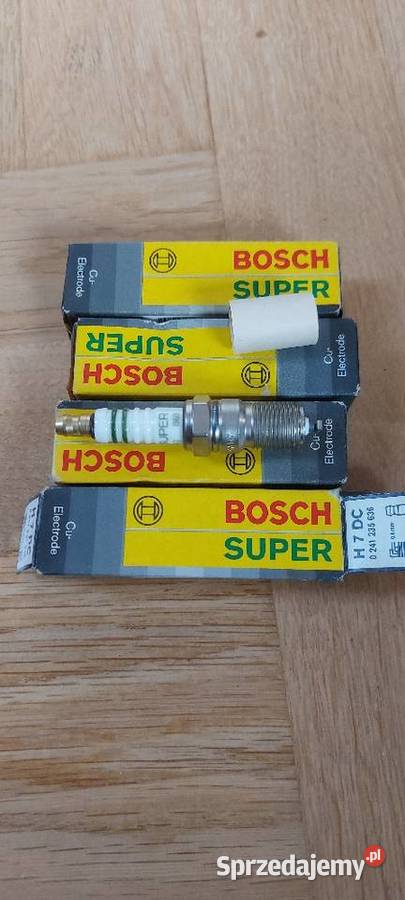 Cu-
Electrode
BOSCH
SUPER
SUPER
BOSCH
Cu-
Electrode
SUPER
BOSCH
Cu-
Electrode
Cu-
Electrode
BOSCH
SUPER
H 7 DC
0 241 235 636
Sprzedajemy.pl